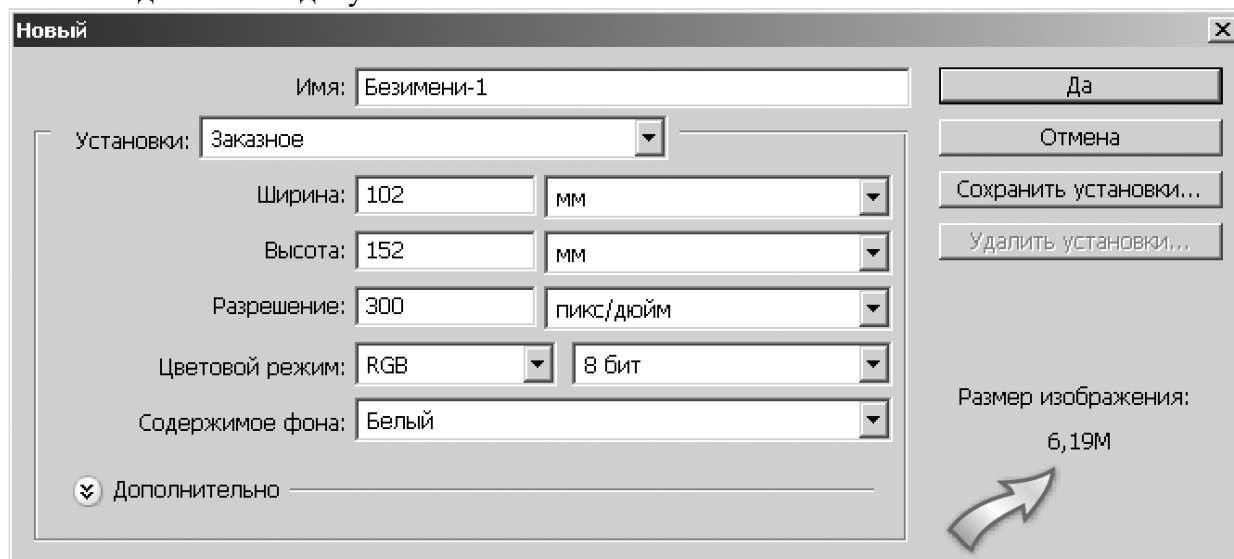 Новый
Имя: Безимени-1
Да
Установки: Заказное
Отмена
Ширина: 102 мм
Сохранить установки...
Высота: 152 мм
Удалить установки...
Разрешение: 300 пикс/дюйм
Цветовой режим: RGB 8 бит
Размер изображения:
Содержимое фона: Белый
6,19M
Дополнительно